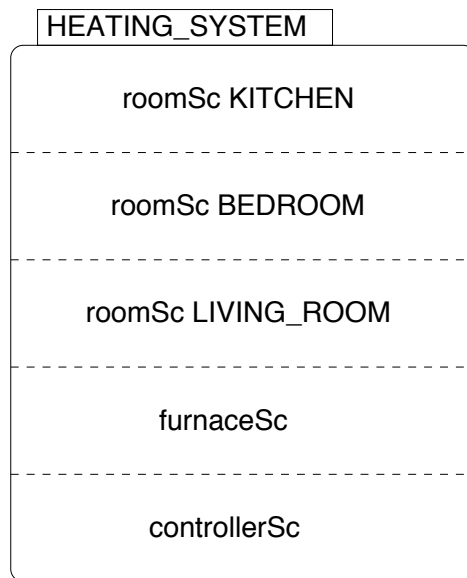 HEATING_SYSTEM
roomSc KITCHEN
roomSc BEDROOM
roomSc LIVING_ROOM
furnaceSc
controllerSc